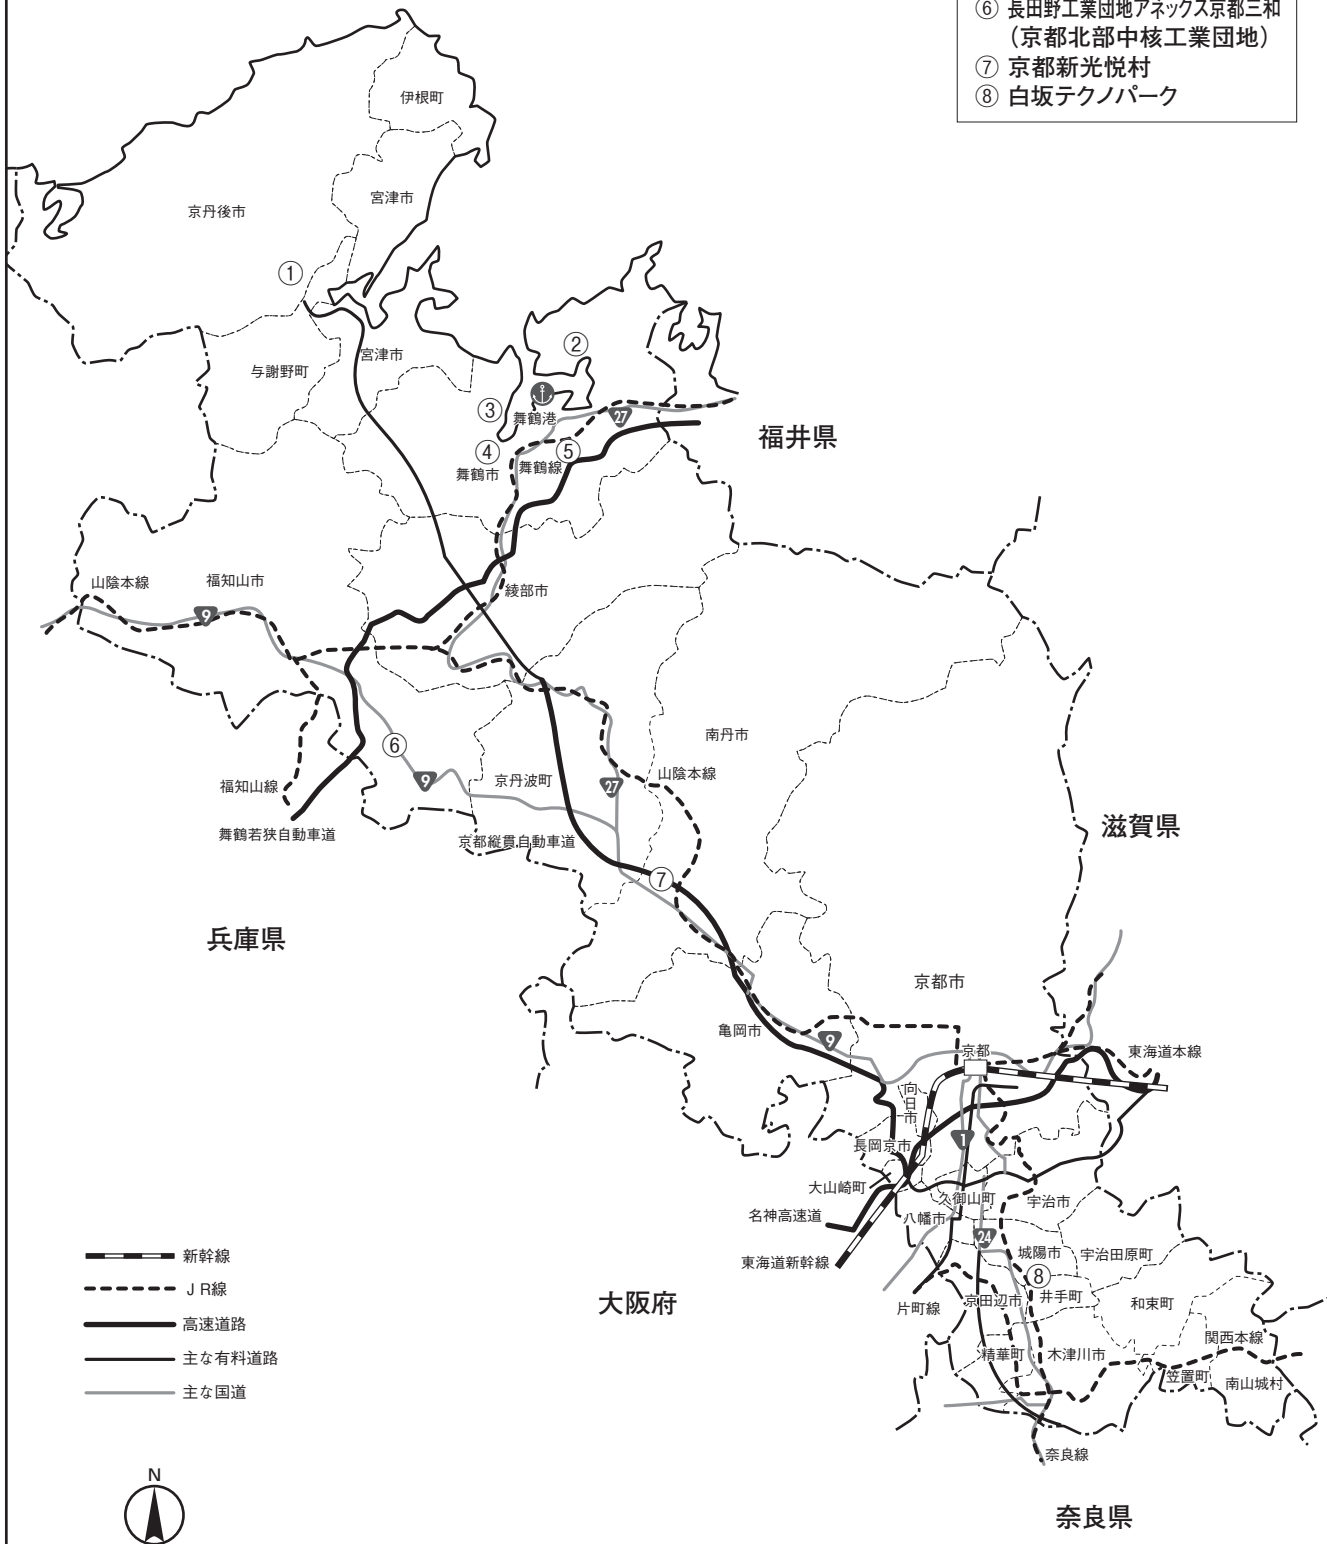 ⑥ 長田野工業団地アネックス京都三和
（京都北部中核工業団地）
⑦ 京都新光悦村
⑧ 白坂テクノパーク
伊根町
宮津市
京丹後市
①
②
宮津市
与謝野町
③
舞鶴港
27
④
⑤
舞鶴市
舞鶴線
福井県
山陰本線
福知山市
9
綾部市
南丹市
⑥
9
京丹波町
27
山陰本線
福知山線
舞鶴若狭自動車道
京都縦貫自動車道
滋賀県
⑦
兵庫県
京都市
亀岡市
9
京都
東海道本線
向日市
長岡京市
1
大山崎町
久御山町
宇治市
名神高速道
八幡市
24
東海道新幹線
城陽市
宇治田原町
⑧
大阪府
片町線
京田辺市
井手町
和束町
関西本線
精華町
木津川市
笠置町
南山城村
奈良線
奈良県
新幹線
ＪＲ線
高速道路
主な有料道路
主な国道
N